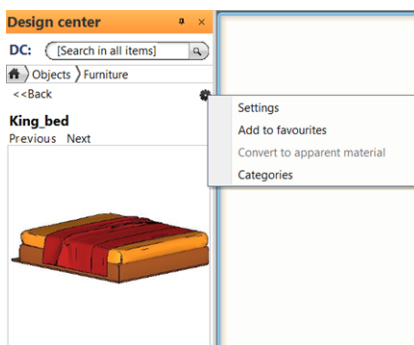 Design center
DC: [Search in all items]
Objects Furniture
<<Back
King_bed
Previous Next
Settings
Add to favourites
Convert to apparent material
Categories